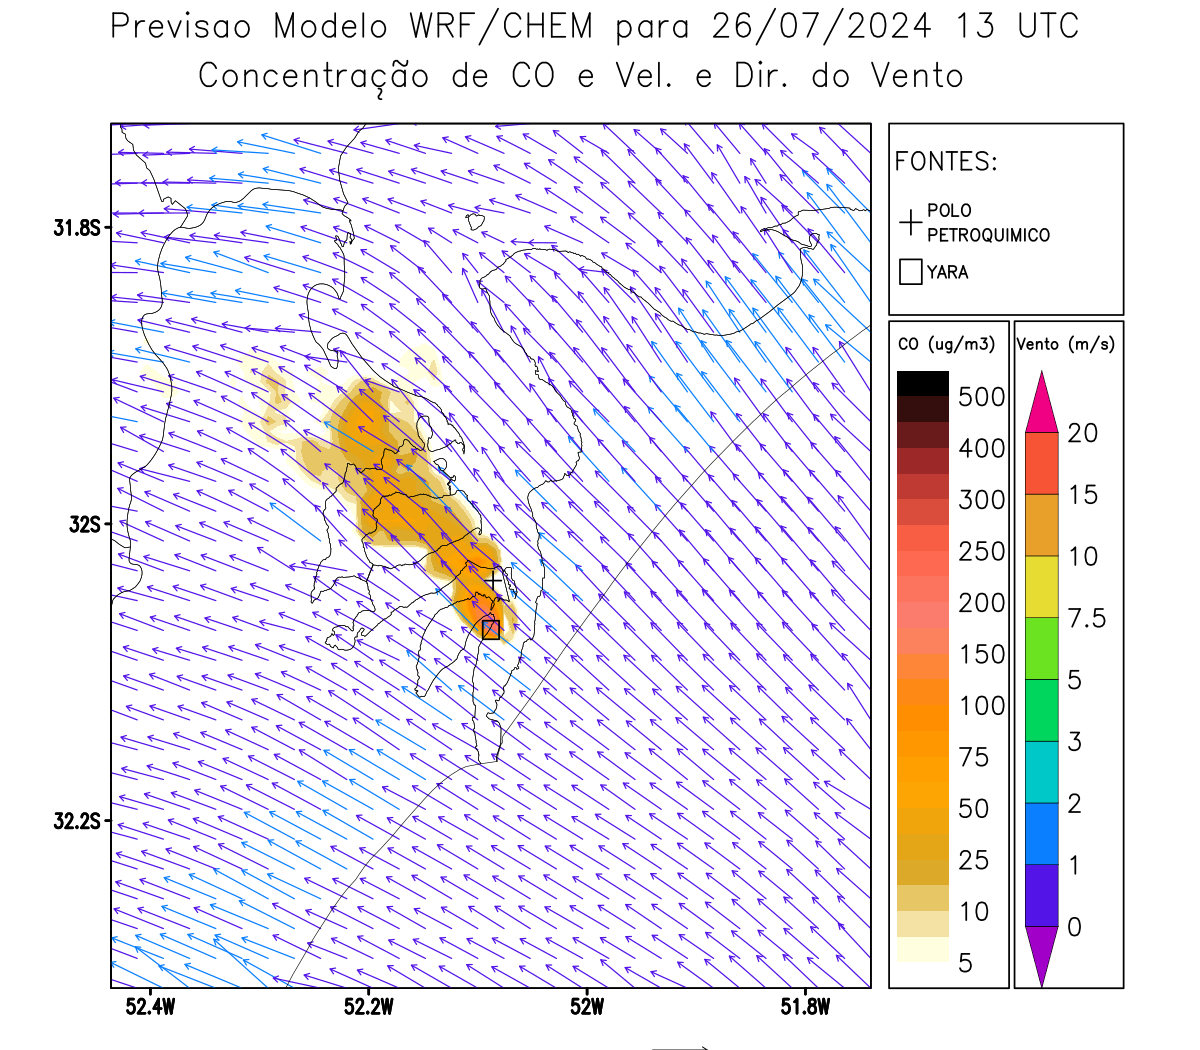 Previsao Modelo WRF/CHEM para 26/07/2024 13 UTC
Concentração de CO e Vel. e Dir. do Vento
FONTES:
POLO
PETROQUIMICO
YARA
CO (ug/m3)
500
400
300
250
200
150
100
75
50
25
10
5
Vento (m/s)
20
15
10
7.5
5
3
2
1
0
31.8S
32S
32.2S
52.4W
52.2W
52W
51.8W